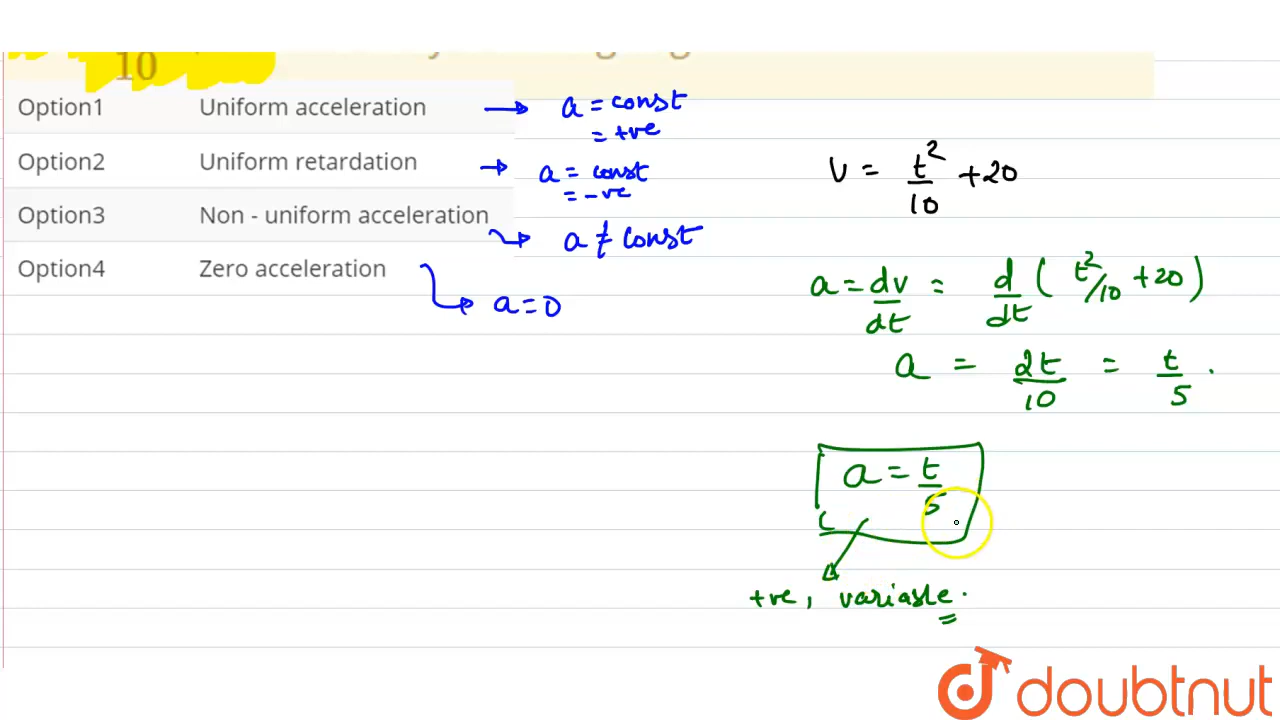 10
Option1 Uniform acceleration → a = const
= +ve
Option2 Uniform retardation → a = const
= -ve
Option3 Non - uniform acceleration → a ≠ const
Option4 Zero acceleration → a = 0
v = t²/10 + 20
a = dv/dt = d/dt ( t²/10 + 20 )
a = 2t/10 = t/5 .
a = t/5
+ve, variable.
doubtnut